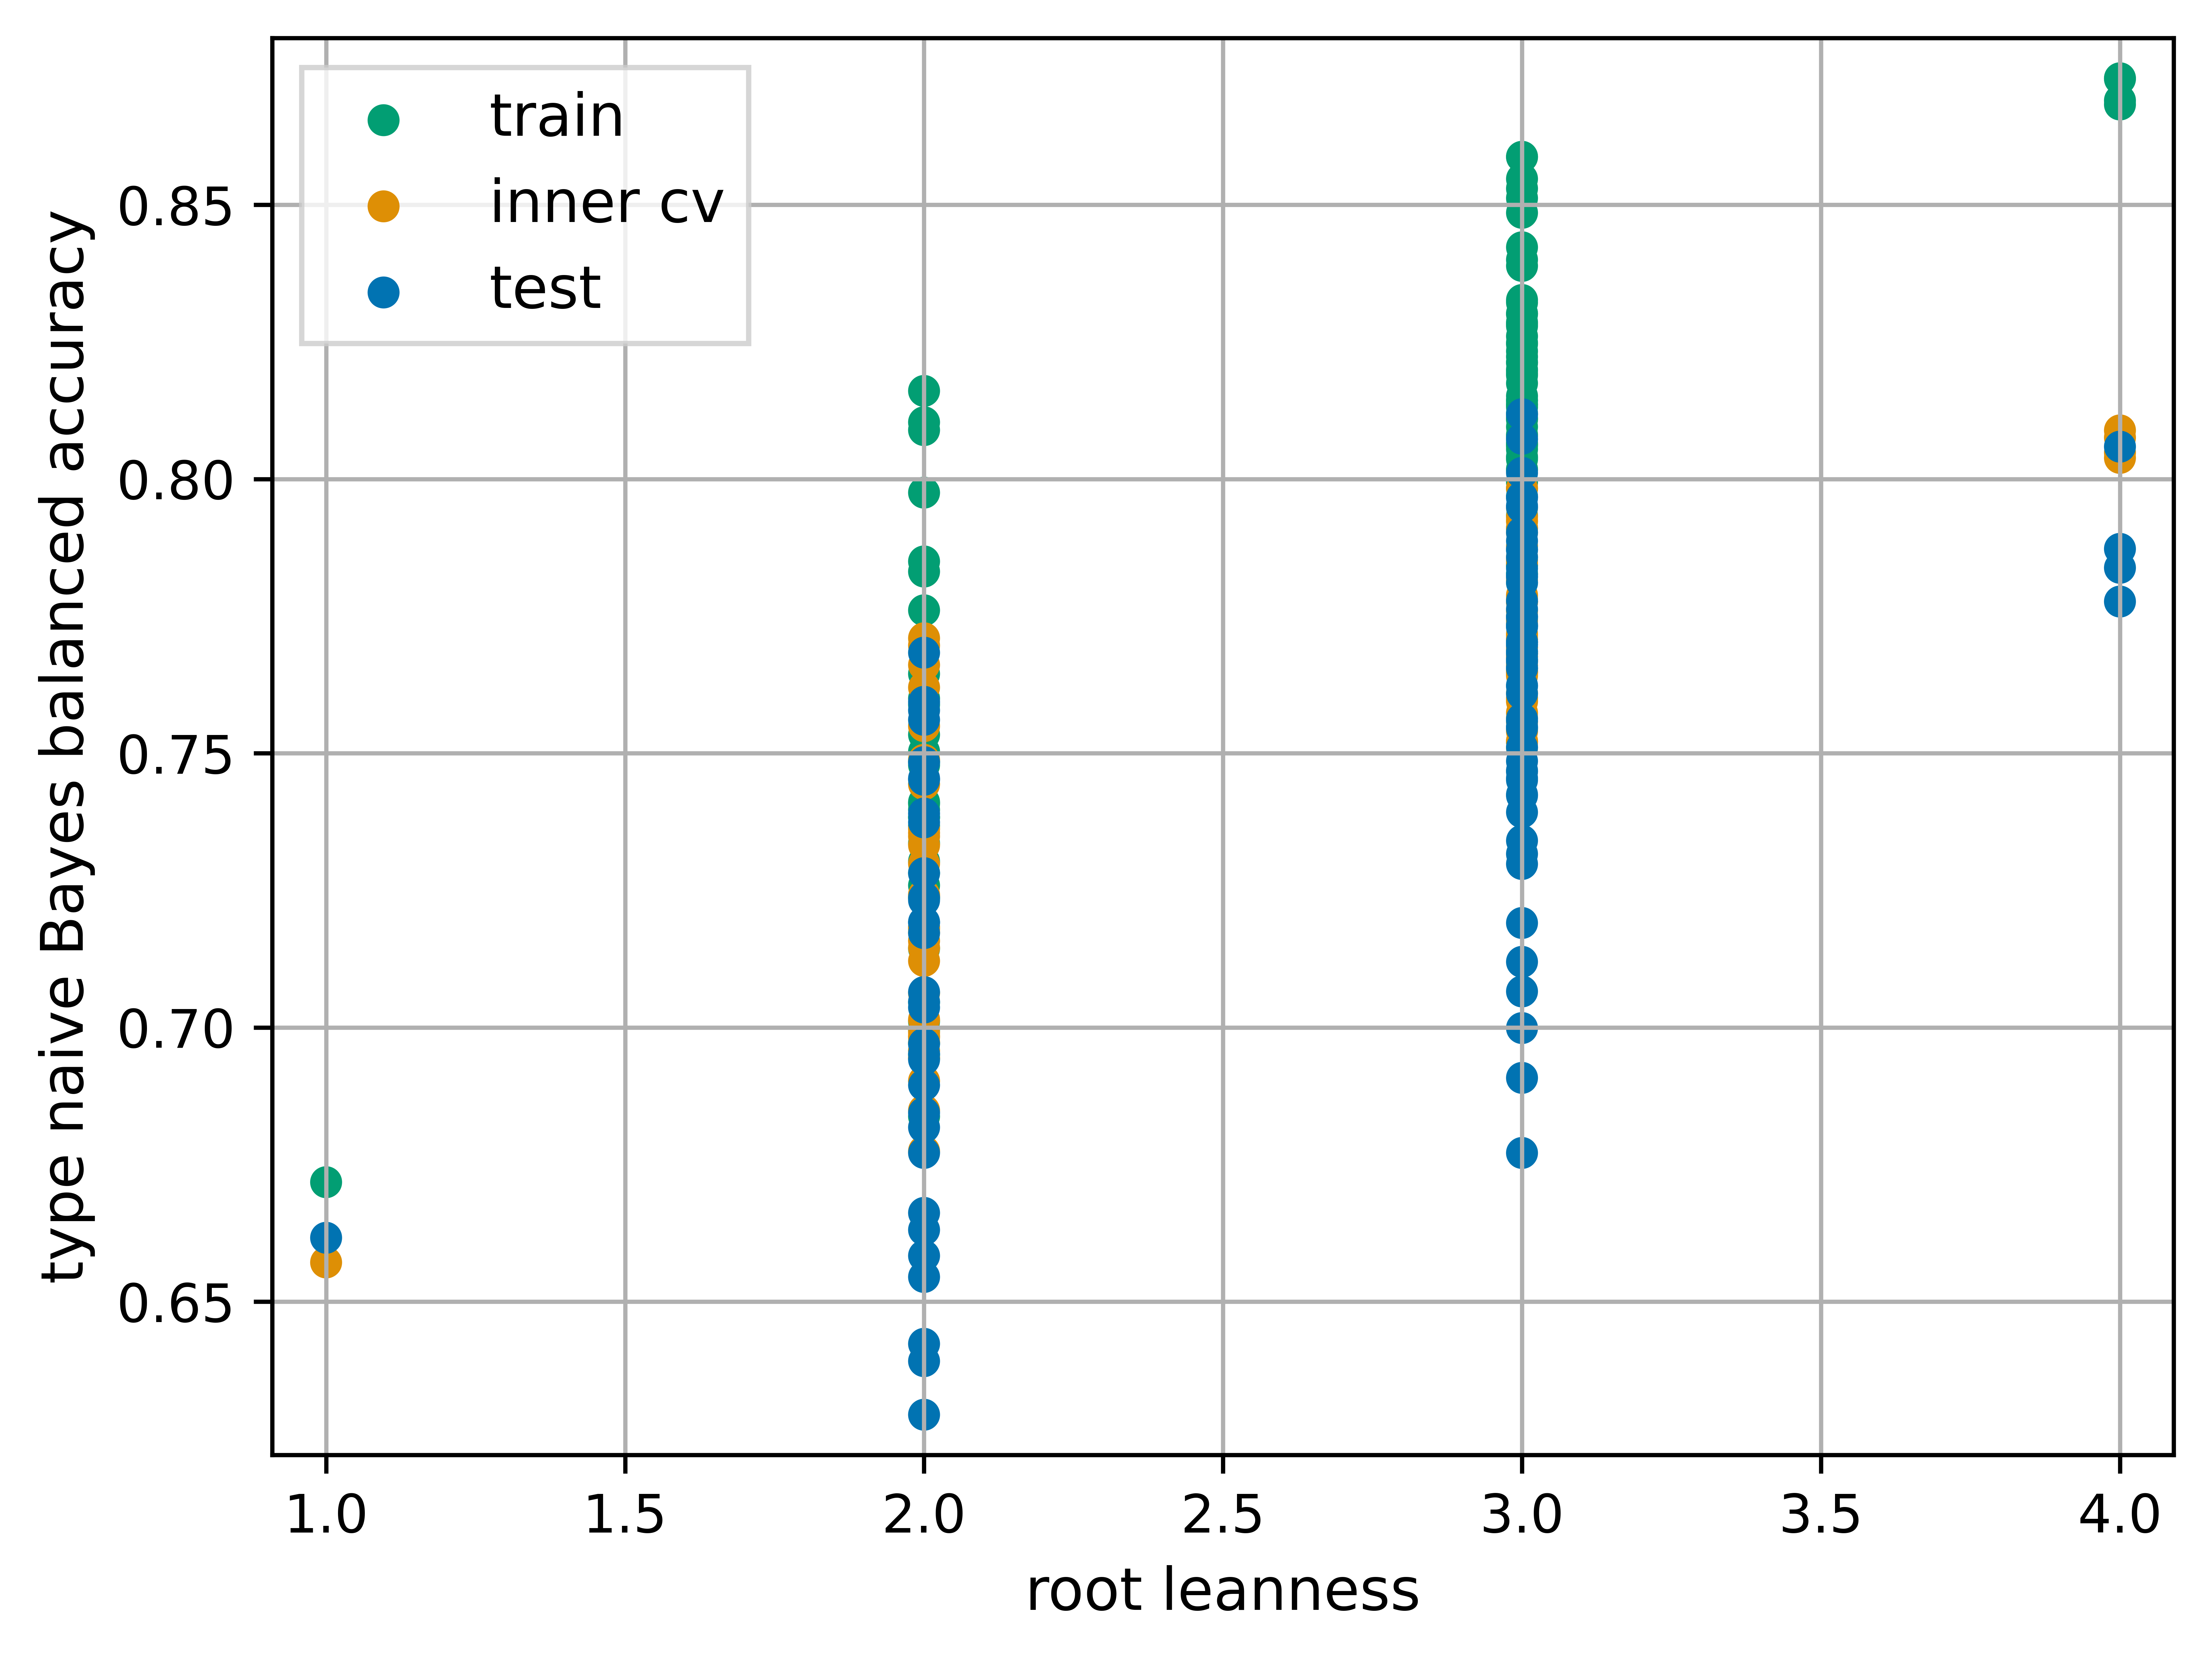 train
inner cv
test
0.85
0.80
0.75
0.70
0.65
type naive Bayes balanced accuracy
1.0 1.5 2.0 2.5 3.0 3.5 4.0
root leanness